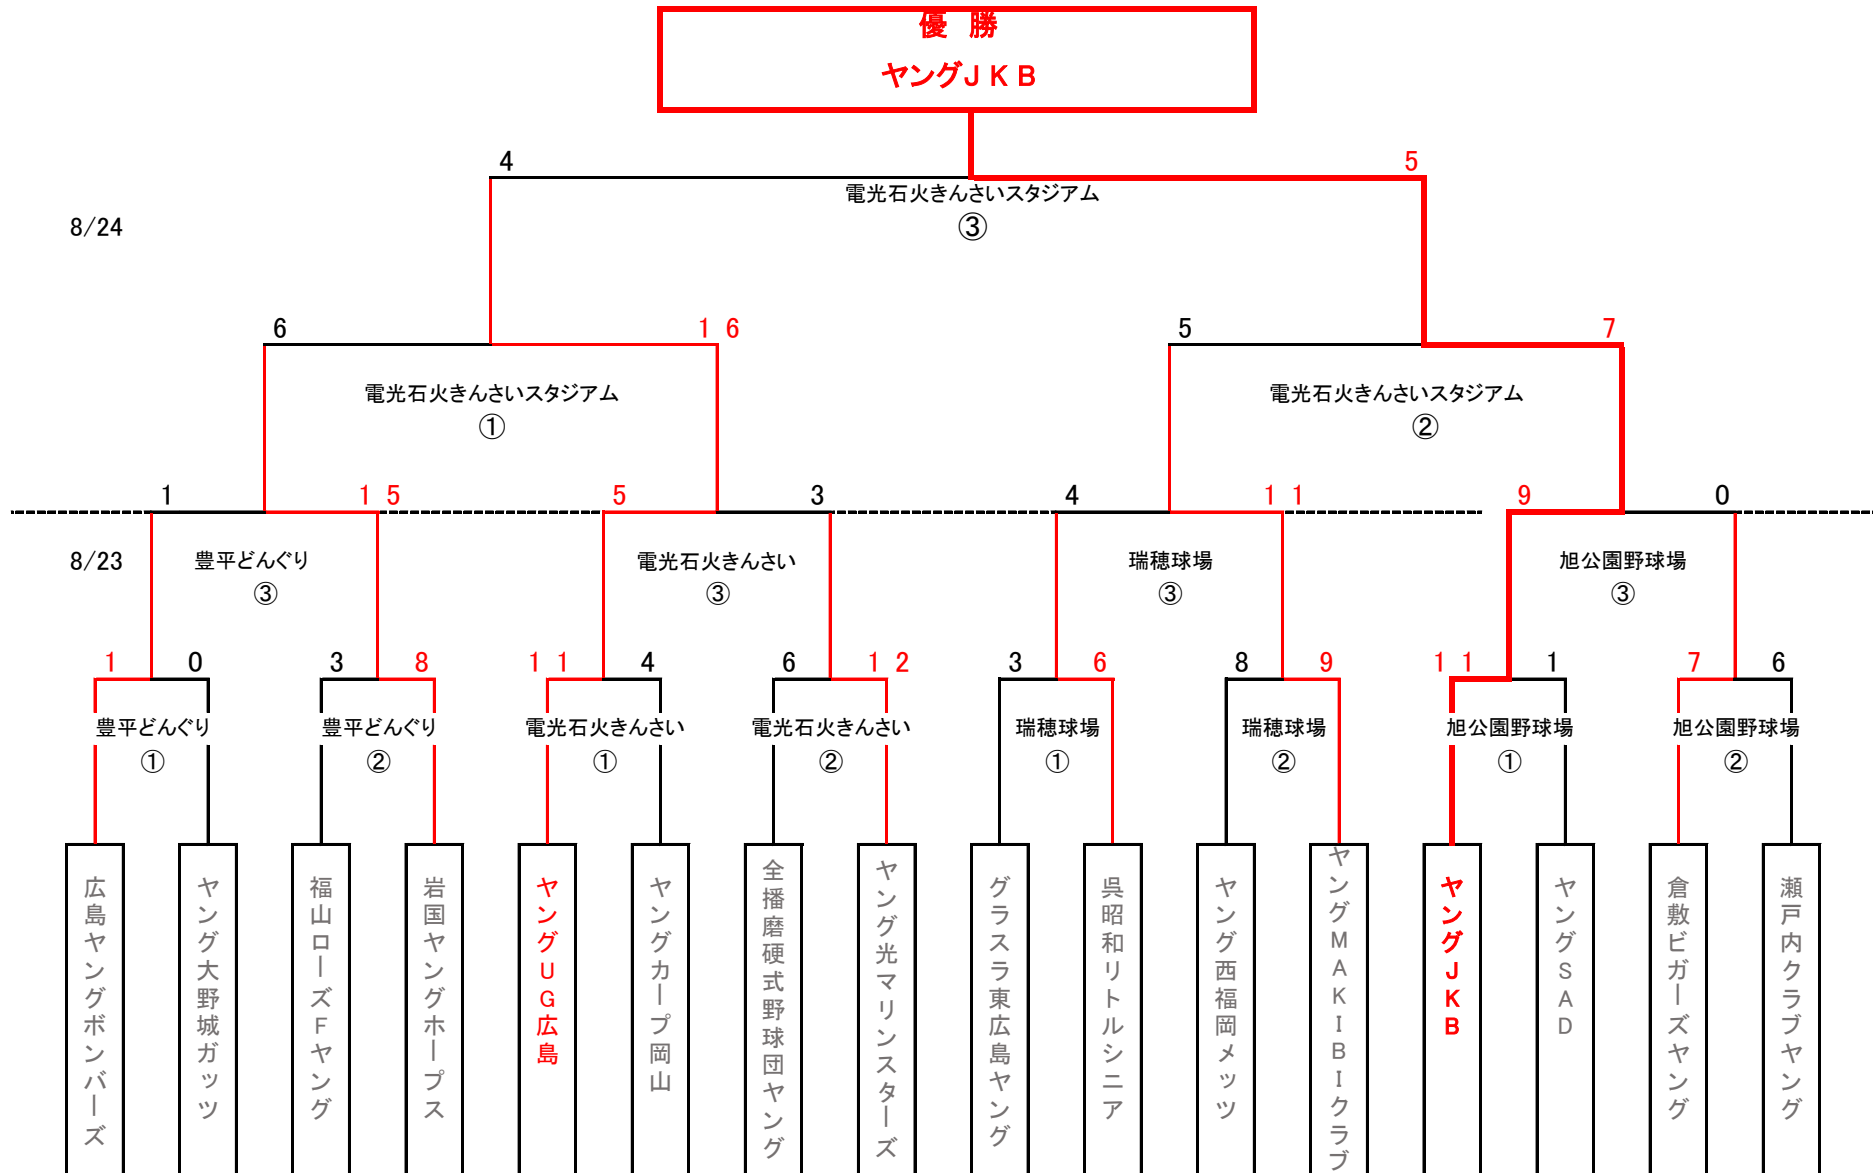 優 勝
ヤングJKB
4
5
電光石火きんさいスタジアム
③
8/24
6
16
5
7
電光石火きんさいスタジアム
①
電光石火きんさいスタジアム
②
1
15
5
3
4
11
9
0
8/23
豊平どんぐり
③
電光石火きんさい
③
瑞穂球場
③
旭公園野球場
③
1
0
3
8
11
4
6
12
3
6
8
9
11
1
7
6
豊平どんぐり
①
豊平どんぐり
②
電光石火きんさい
①
電光石火きんさい
②
瑞穂球場
①
瑞穂球場
②
旭公園野球場
①
旭公園野球場
②
広島ヤングボンバーズ
ヤング大野城ガッツ
福山ローズFヤング
岩国ヤングホープス
ヤングUG広島
ヤングカープ岡山
全播磨硬式野球団ヤング
ヤング光マリンスターズ
グラスラ東広島ヤング
呉昭和リトルシニア
ヤング西福岡メッツ
ヤングMAKIBIクラブ
ヤングJKB
ヤングSAD
倉敷ビガーズヤング
瀬戸内クラブヤング